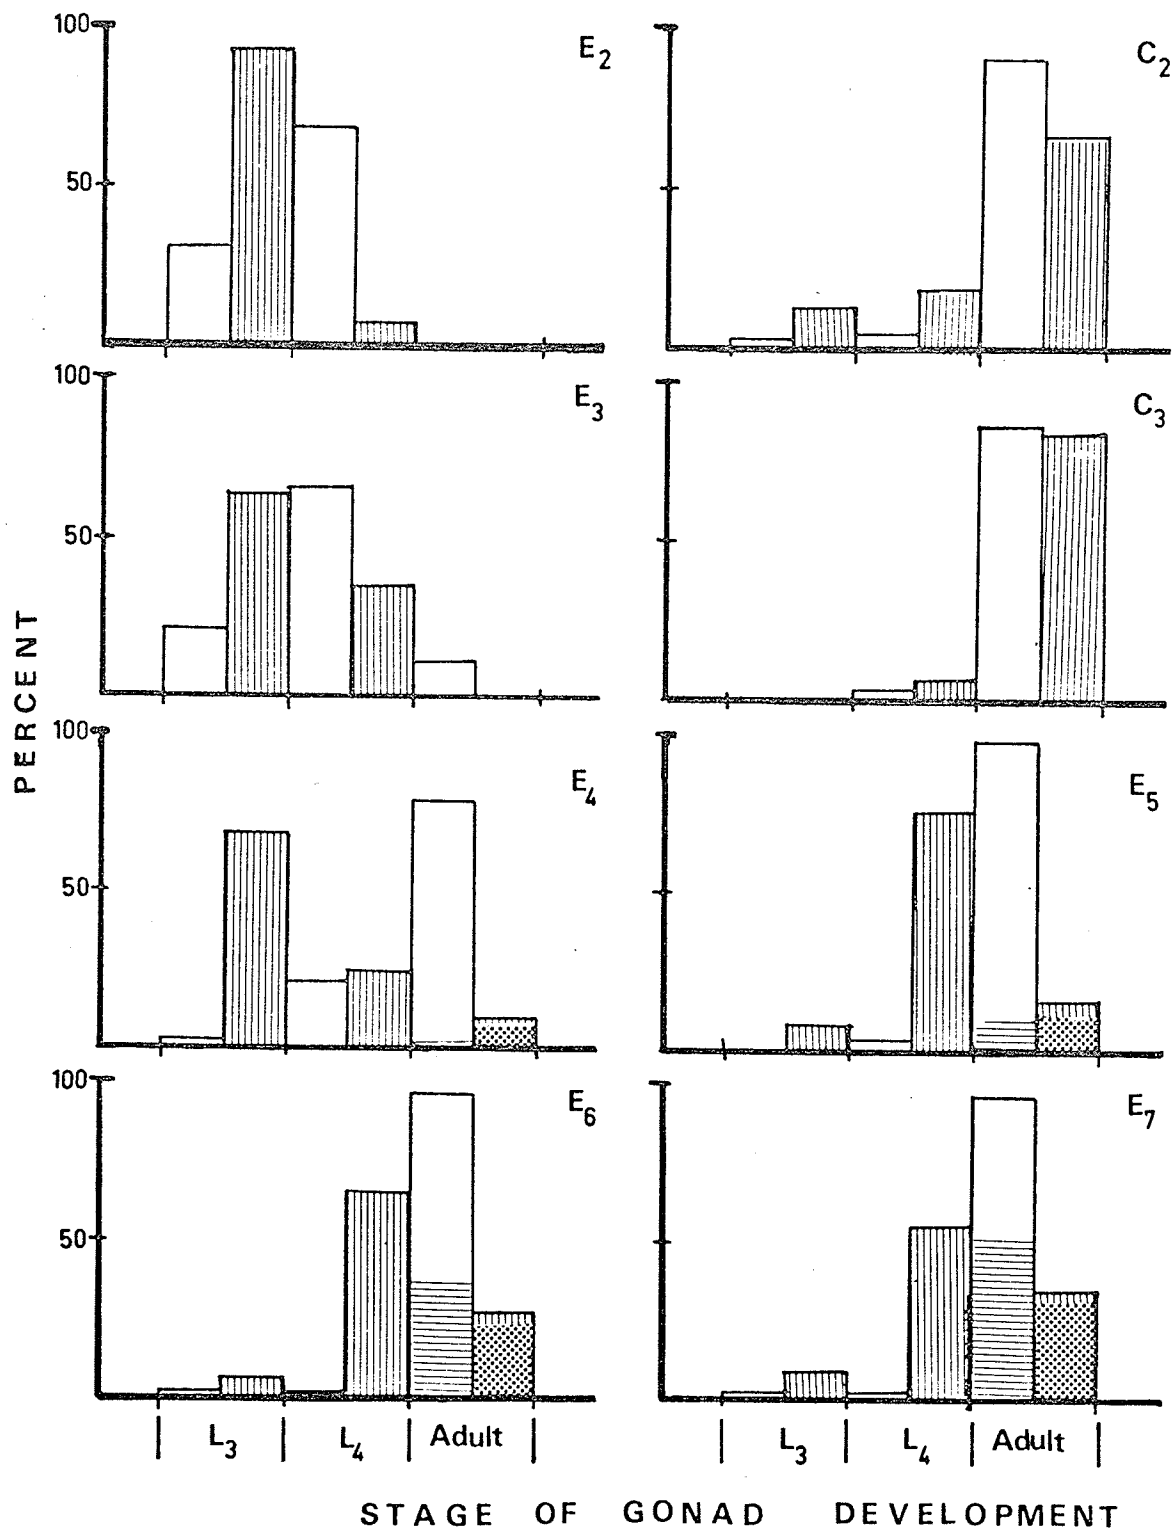 100
50
E2
C2
100
50
E3
C3
PERCENT
100
50
E4
E5
100
50
E6
E7
L3 L4 Adult
L3 L4 Adult
STAGE OF GONAD DEVELOPMENT